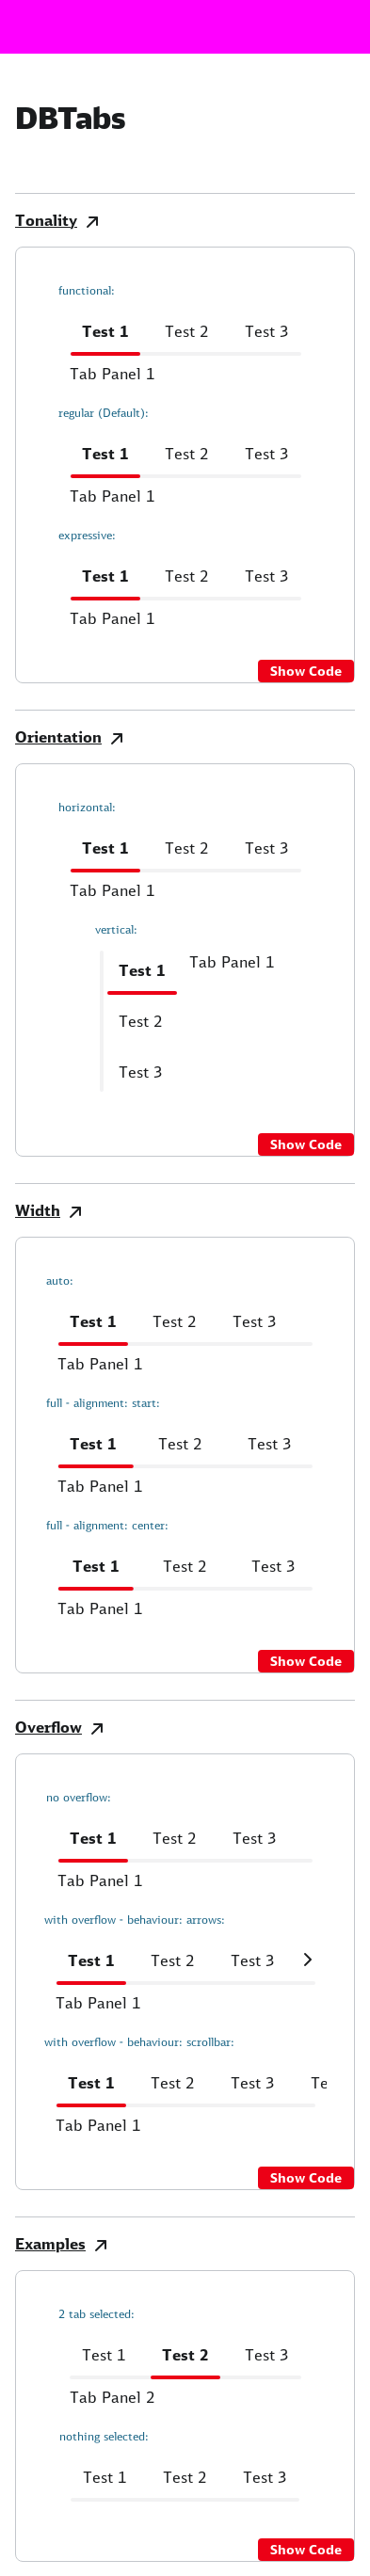 DBTabs
Tonality
functional:
Test 1 Test 2 Test 3
Tab Panel 1
regular (Default):
Test 1 Test 2 Test 3
Tab Panel 1
expressive:
Test 1 Test 2 Test 3
Tab Panel 1
Show Code
Orientation
horizontal:
Test 1 Test 2 Test 3
Tab Panel 1
vertical:
Test 1 Tab Panel 1
Test 2
Test 3
Show Code
Width
auto:
Test 1 Test 2 Test 3
Tab Panel 1
full - alignment: start:
Test 1 Test 2 Test 3
Tab Panel 1
full - alignment: center:
Test 1 Test 2 Test 3
Tab Panel 1
Show Code
Overflow
no overflow:
Test 1 Test 2 Test 3
Tab Panel 1
with overflow - behaviour: arrows:
Test 1 Test 2 Test 3
Tab Panel 1
with overflow - behaviour: scrollbar:
Test 1 Test 2 Test 3 Te
Tab Panel 1
Show Code
Examples
2 tab selected:
Test 1 Test 2 Test 3
Tab Panel 2
nothing selected:
Test 1 Test 2 Test 3
Show Code